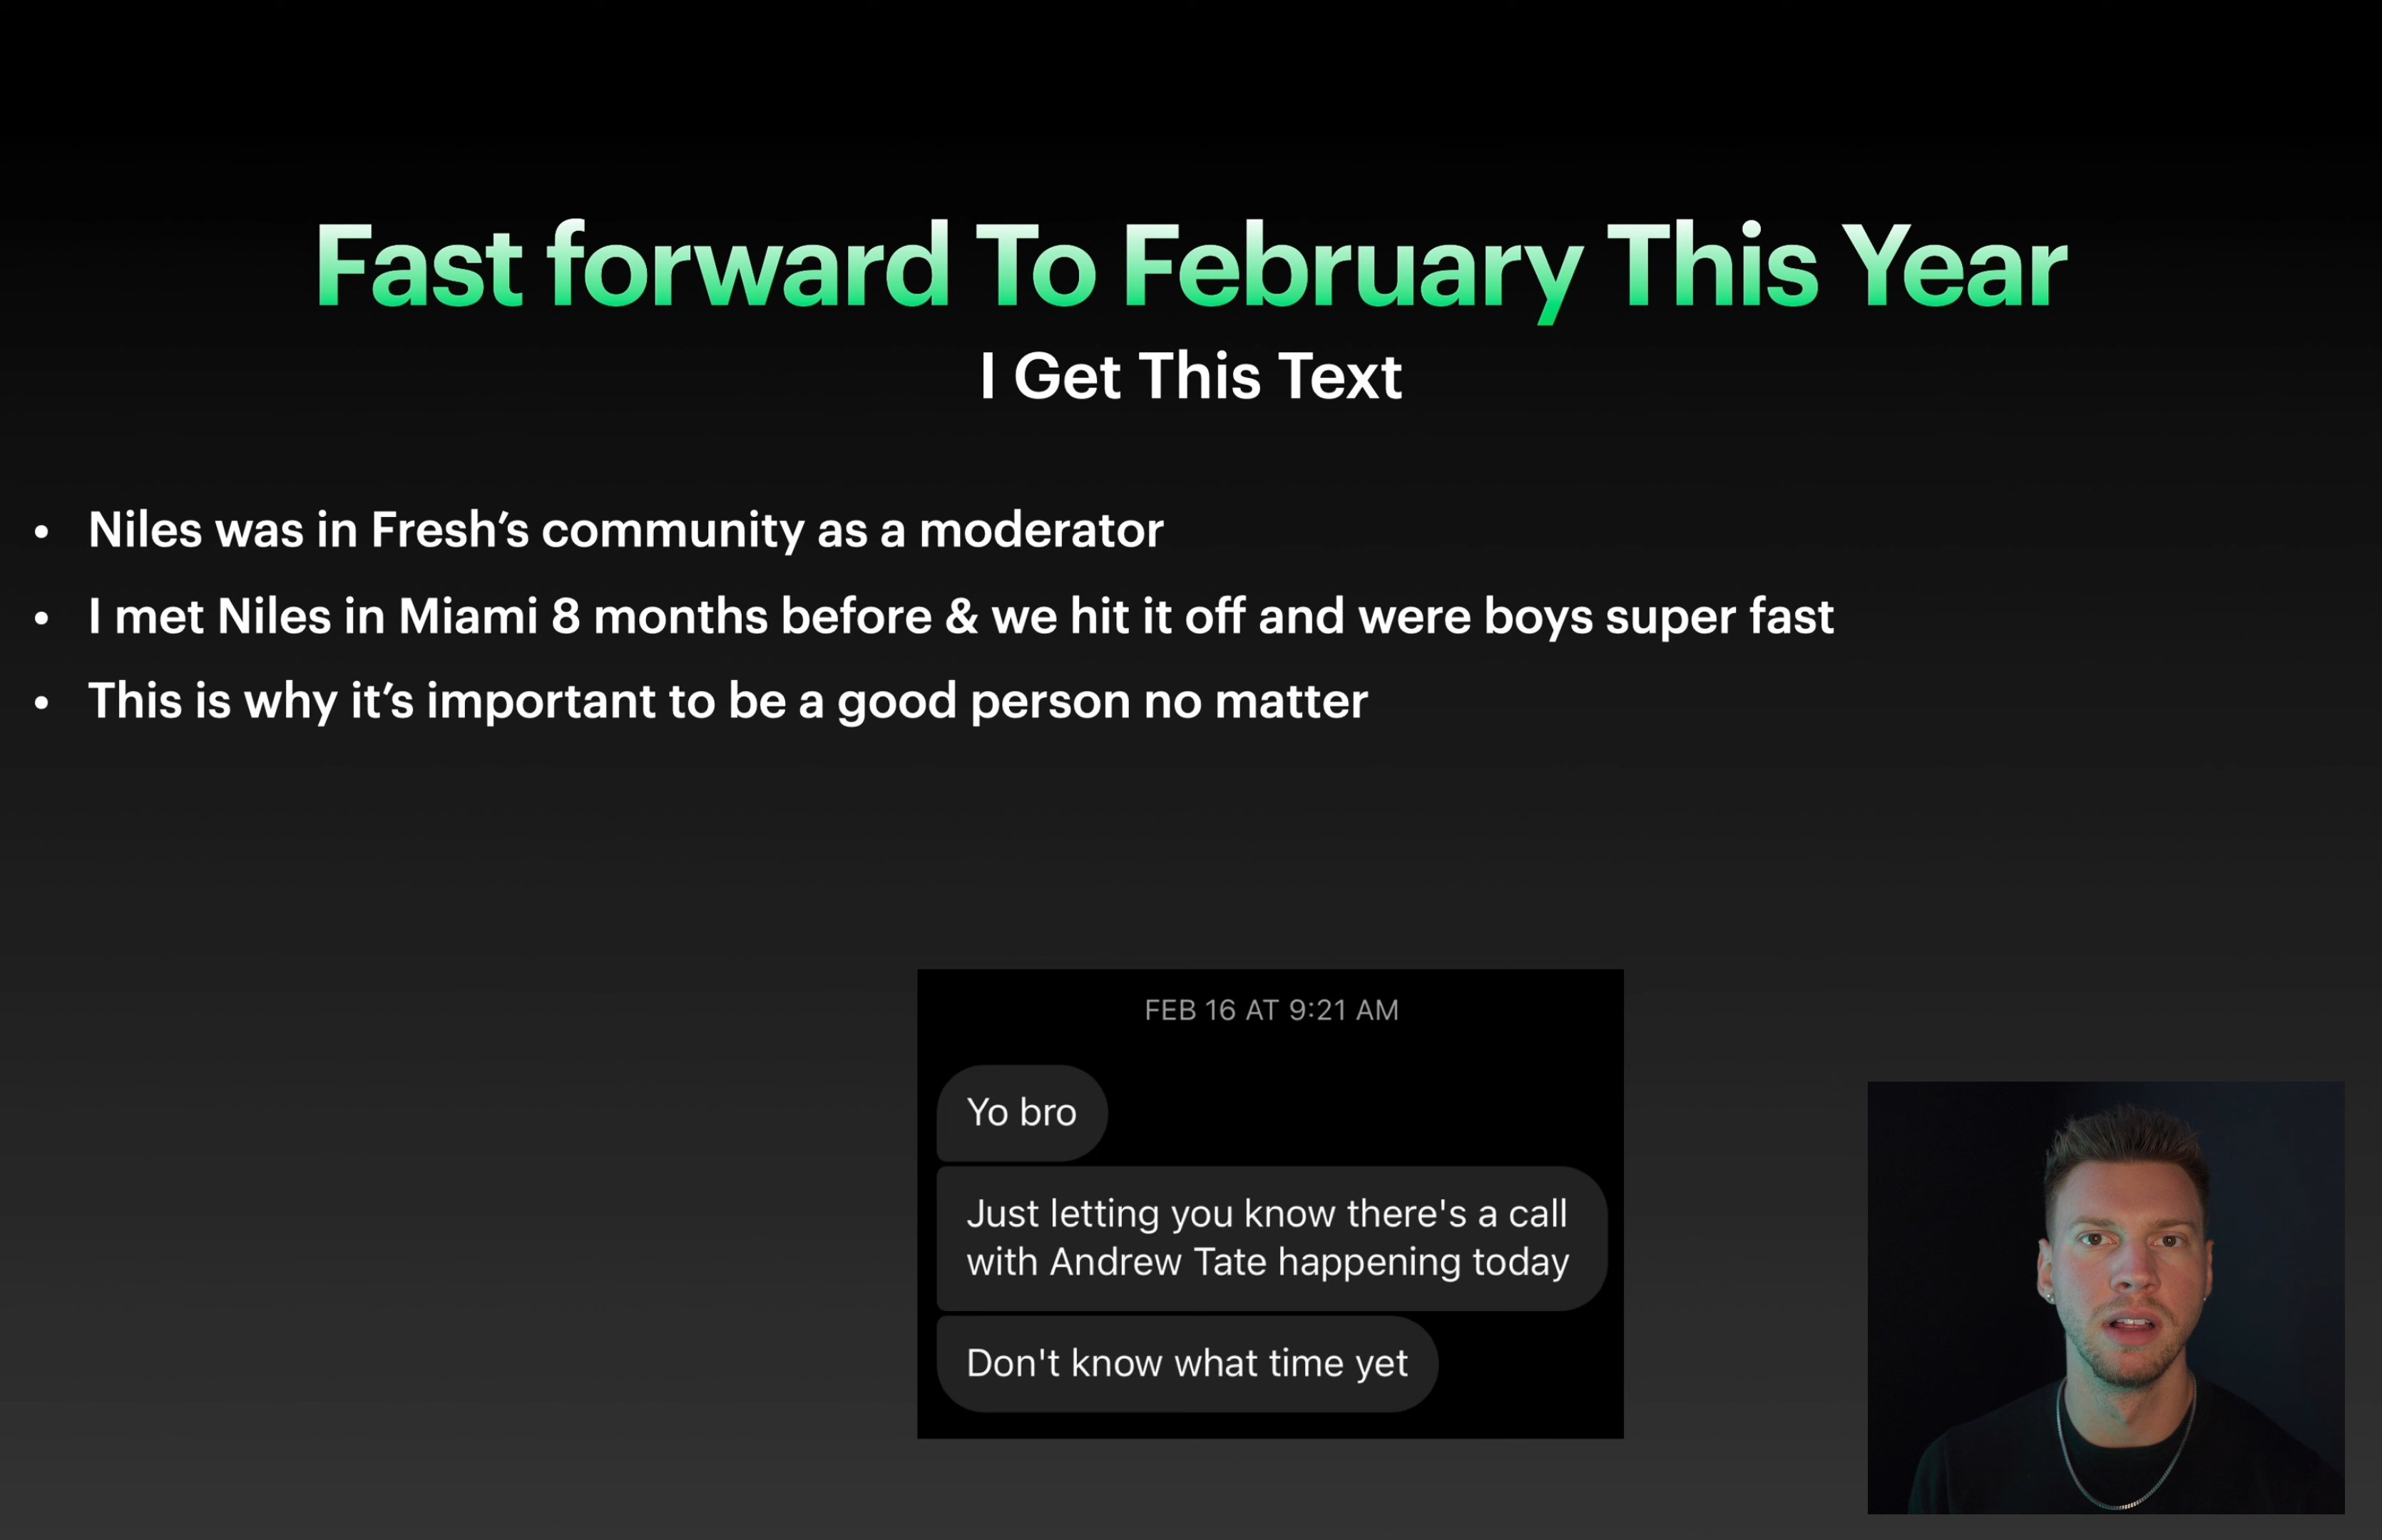 Fast forward To February This Year
I Get This Text
• Niles was in Fresh’s community as a moderator
• I met Niles in Miami 8 months before & we hit it off and were boys super fast
• This is why it’s important to be a good person no matter
FEB 16 AT 9:21 AM
Yo bro
Just letting you know there's a call
with Andrew Tate happening today
Don't know what time yet